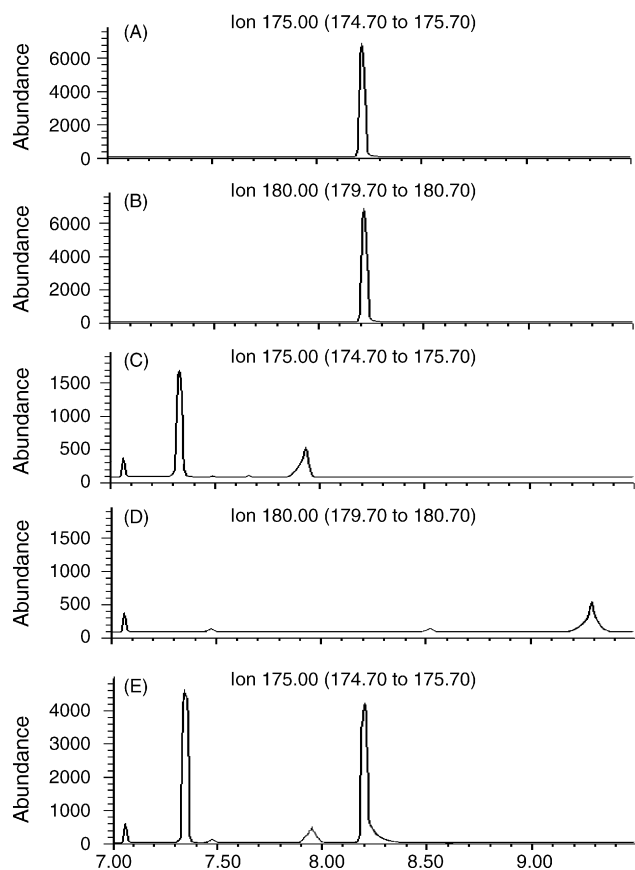 (A)
Ion 175.00 (174.70 to 175.70)
Abundance
6000
4000
2000
0
(B)
Ion 180.00 (179.70 to 180.70)
Abundance
6000
4000
2000
0
(C)
Ion 175.00 (174.70 to 175.70)
Abundance
1500
1000
500
0
(D)
Ion 180.00 (179.70 to 180.70)
Abundance
1500
1000
500
0
(E)
Ion 175.00 (174.70 to 175.70)
Abundance
4000
3000
2000
1000
0
7.00 7.50 8.00 8.50 9.00